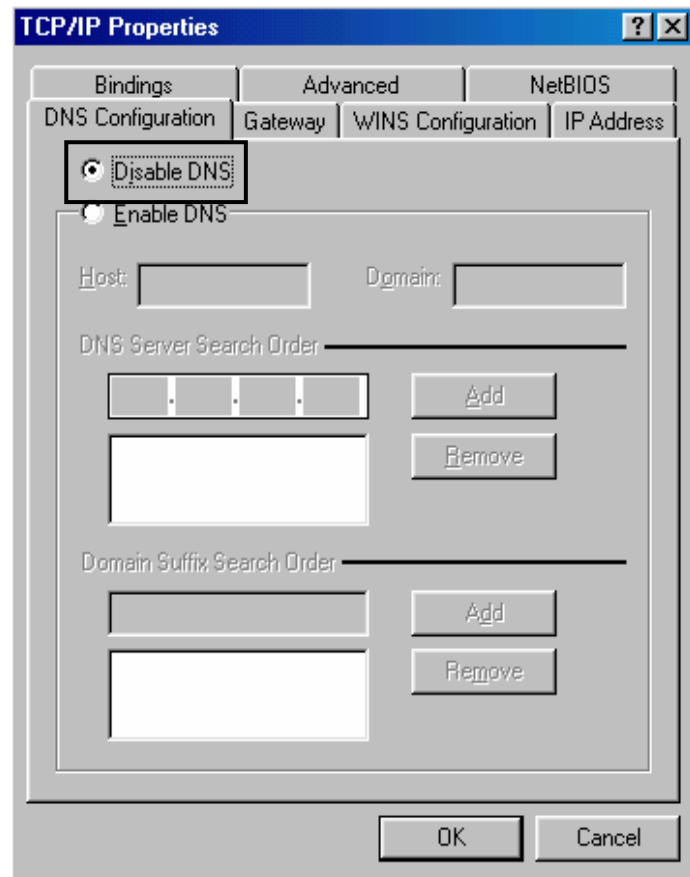 TCP/IP Properties
Bindings
Advanced
NetBIOS
DNS Configuration
Gateway
WINS Configuration
IP Address
Disable DNS
Enable DNS
Host:
Domain:
DNS Server Search Order
. . .
Add
Remove
Domain Suffix Search Order
Add
Remove
OK
Cancel